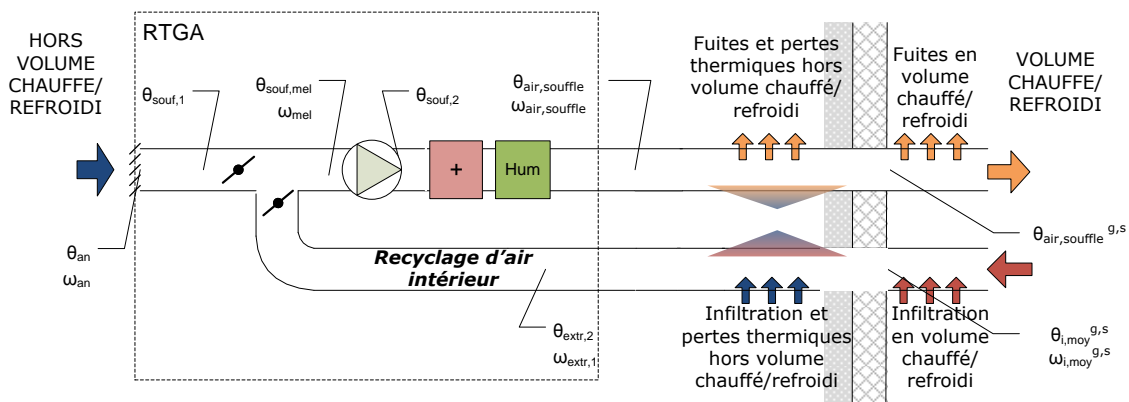 HORS
VOLUME
CHAUFFE/
REFROIDI
RTGA
θsouf,1
θsouf,mel
ωmel
θsouf,2
θair,souffle
ωair,souffle
Fuites et pertes
thermiques hors
volume chauffé/
refroidi
Fuites en
volume
chauffé/
refroidi
VOLUME
CHAUFFE/
REFROIDI
+
Hum
θan
ωan
Recyclage d’air
intérieur
θextr,2
ωextr,1
θair,souffle g,s
Infiltration et
pertes thermiques
hors volume
chauffé/refroidi
Infiltration
en volume
chauffé/
refroidi
θi,moy g,s
ωi,moy g,s